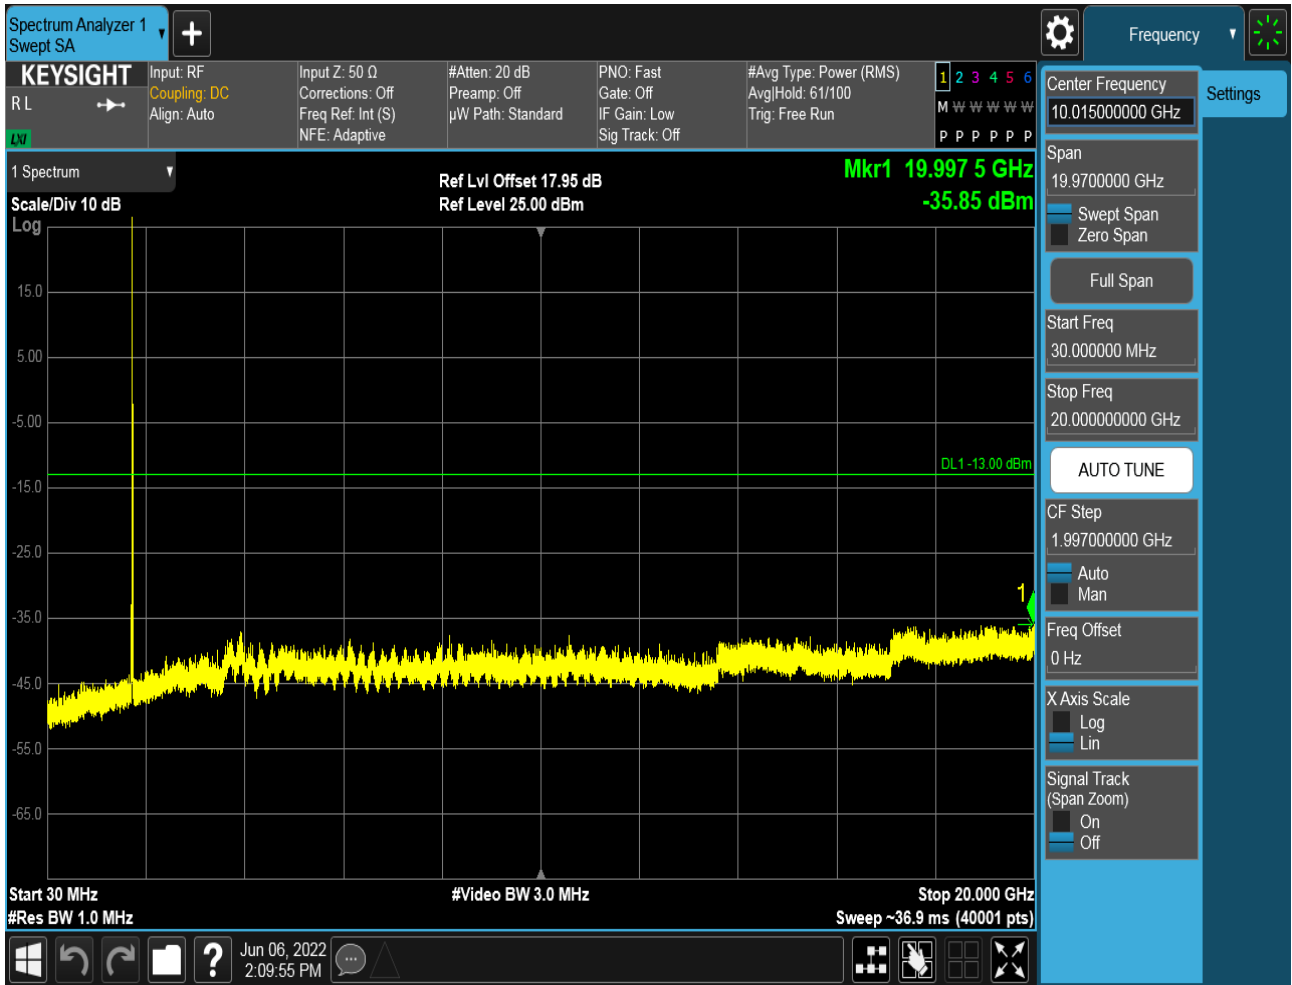 Spectrum Analyzer 1
Swept SA
Frequency
KEYSIGHT
R L
LXI
Input: RF
Coupling: DC
Align: Auto
Input Z: 50 Ω
Corrections: Off
Freq Ref: Int (S)
NFE: Adaptive
#Atten: 20 dB
Preamp: Off
µW Path: Standard
PNO: Fast
Gate: Off
IF Gain: Low
Sig Track: Off
#Avg Type: Power (RMS)
Avg|Hold: 61/100
Trig: Free Run
1 2 3 4 5 6
M W W W W W
P P P P P P
1 Spectrum
Scale/Div 10 dB
Log
Ref Lvl Offset 17.95 dB
Ref Level 25.00 dBm
Mkr1 19.997 5 GHz
-35.85 dBm
15.0
5.00
-5.00
DL1 -13.00 dBm
-15.0
-25.0
1
-35.0
-45.0
-55.0
-65.0
Start 30 MHz
#Res BW 1.0 MHz
#Video BW 3.0 MHz
Stop 20.000 GHz
Sweep ~36.9 ms (40001 pts)
Jun 06, 2022
2:09:55 PM
Center Frequency
10.015000000 GHz
Settings
Span
19.9700000 GHz
Swept Span
Zero Span
Full Span
Start Freq
30.000000 MHz
Stop Freq
20.000000000 GHz
AUTO TUNE
CF Step
1.997000000 GHz
Auto
Man
Freq Offset
0 Hz
X Axis Scale
Log
Lin
Signal Track
(Span Zoom)
On
Off